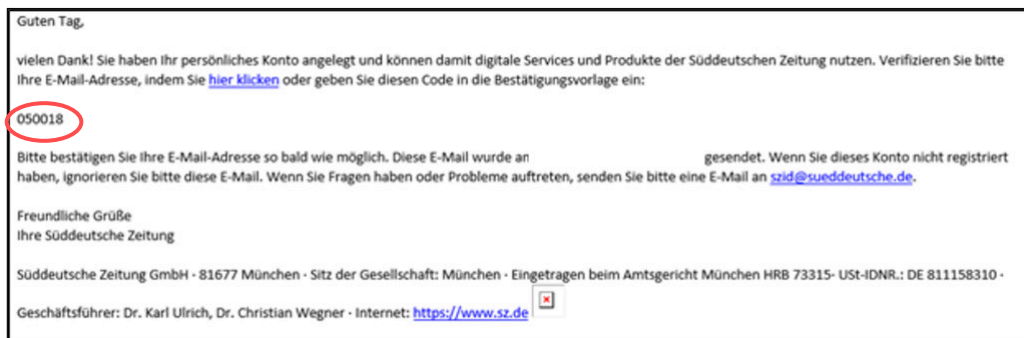 Guten Tag,
vielen Dank! Sie haben Ihr persönliches Konto angelegt und können damit digitale Services und Produkte der Süddeutschen Zeitung nutzen. Verifizieren Sie bitte
Ihre E-Mail-Adresse, indem Sie hier klicken oder geben Sie diesen Code in die Bestätigungsvorlage ein:
050018
Bitte bestätigen Sie Ihre E-Mail-Adresse so bald wie möglich. Diese E-Mail wurde an gesendet. Wenn Sie dieses Konto nicht registriert
haben, ignorieren Sie bitte diese E-Mail. Wenn Sie Fragen haben oder Probleme auftreten, senden Sie bitte eine E-Mail an szid@sueddeutsche.de.
Freundliche Grüße
Ihre Süddeutsche Zeitung
Süddeutsche Zeitung GmbH · 81677 München · Sitz der Gesellschaft: München · Eingetragen beim Amtsgericht München HRB 73315- USt-IDNR.: DE 811158310 ·
Geschäftsführer: Dr. Karl Ulrich, Dr. Christian Wegner · Internet: https://www.sz.de